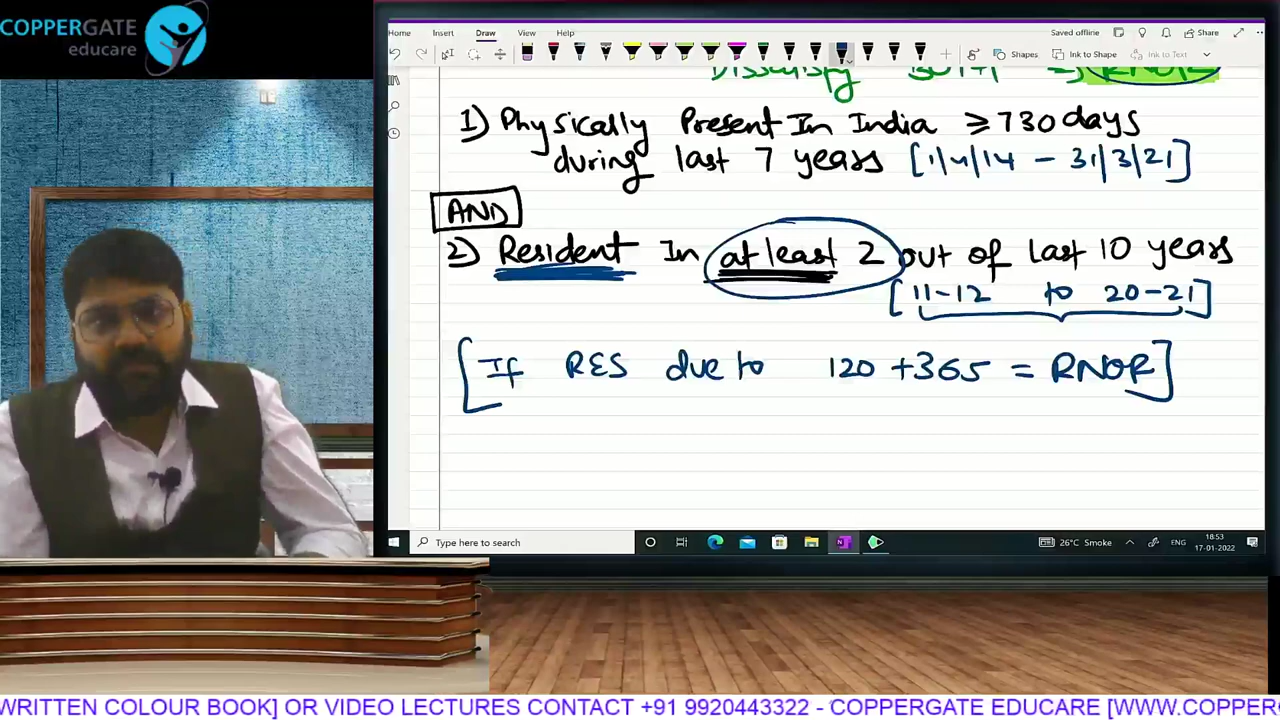 COPPERGATE
educare
Home Insert Draw View Help
Saved offline
Share
Shapes
Ink to Shape
Ink to Text
Dissatisfy
RNOR
1) Physically Present In India ≥ 730 days
during last 7 years [1/4/14 - 31/3/21]
AND
2) Resident In at least 2 out of last 10 years
[11-12 to 20-21]
[If RES due to 120 + 365 = RNOR]
Type here to search
26°C Smoke
ENG
18:53
17-01-2022
WRITTEN COLOUR BOOK] OR VIDEO LECTURES CONTACT +91 9920443322 - COPPERGATE EDUCARE [WWW.COPPERG